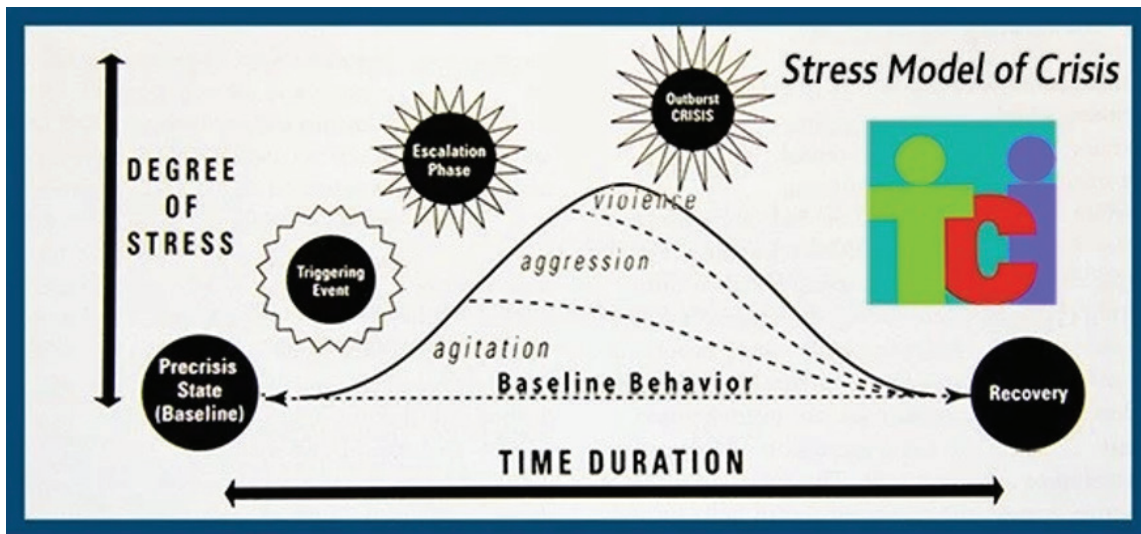 Stress Model of Crisis
TCI
DEGREE
OF
STRESS
Outburst
CRISIS
Escalation
Phase
Triggering
Event
violence
aggression
agitation
Precrisis
State
(Baseline)
Baseline Behavior
Recovery
TIME DURATION